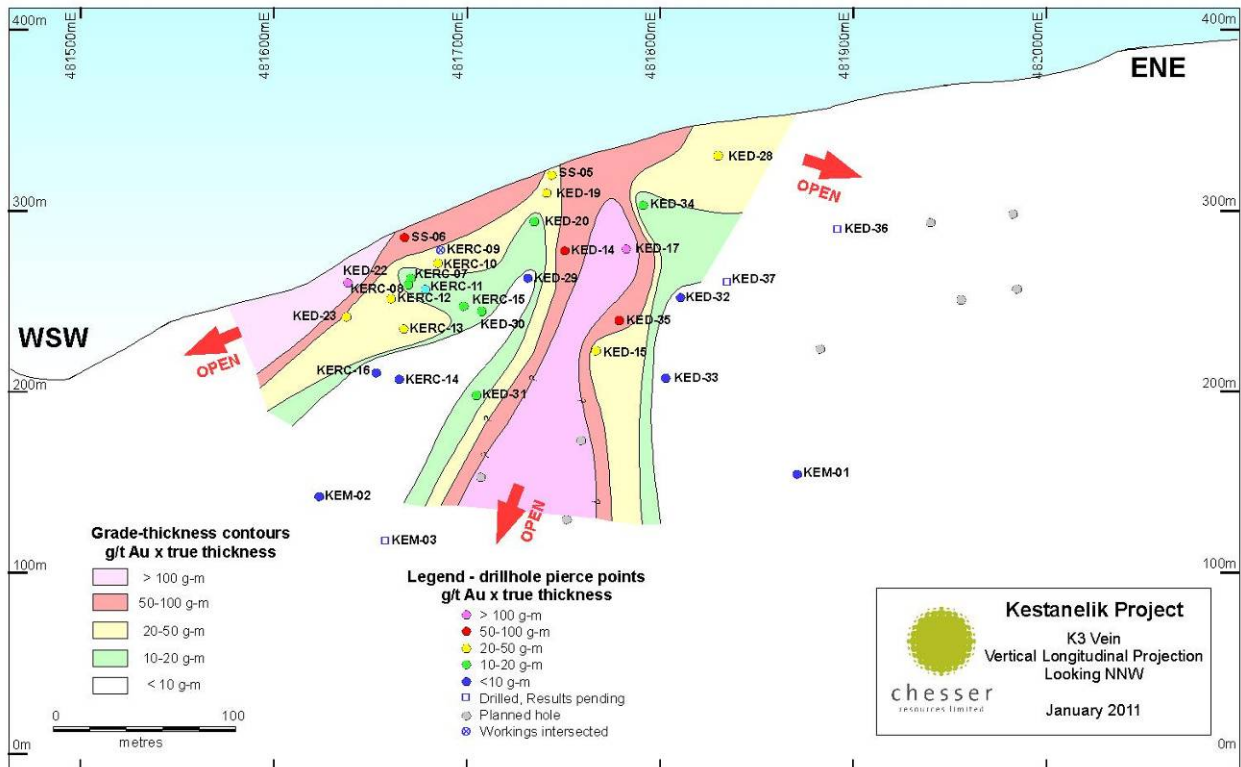 400m
481500mE
481600mE
481700mE
481800mE
481900mE
482000mE
400m
ENE
KED-28
SS-05
OPEN
KED-19
300m
KED-34
300m
KED-20
SS-06
KED-36
KERC-09
KED-14
KED-17
KERC-10
KED-22
KERC-07
KED-29
KED-37
KERC-08
KERC-11
KERC-12
KED-32
KERC-15
KED-23
KED-30
KED-35
WSW
KERC-13
OPEN
KED-15
KERC-16
KERC-14
KED-33
200m
200m
KED-31
?
?
?
?
?
KEM-01
KEM-02
OPEN
KEM-03
100m
100m
Grade-thickness contours
g/t Au x true thickness
> 100 g-m
50-100 g-m
20-50 g-m
10-20 g-m
< 10 g-m
0
100
metres
Legend - drillhole pierce points
g/t Au x true thickness
> 100 g-m
50-100 g-m
20-50 g-m
10-20 g-m
<10 g-m
Drilled, Results pending
Planned hole
Workings intersected
chesser
resources limited
Kestanelik Project
K3 Vein
Vertical Longitudinal Projection
Looking NNW
January 2011
0m
0m